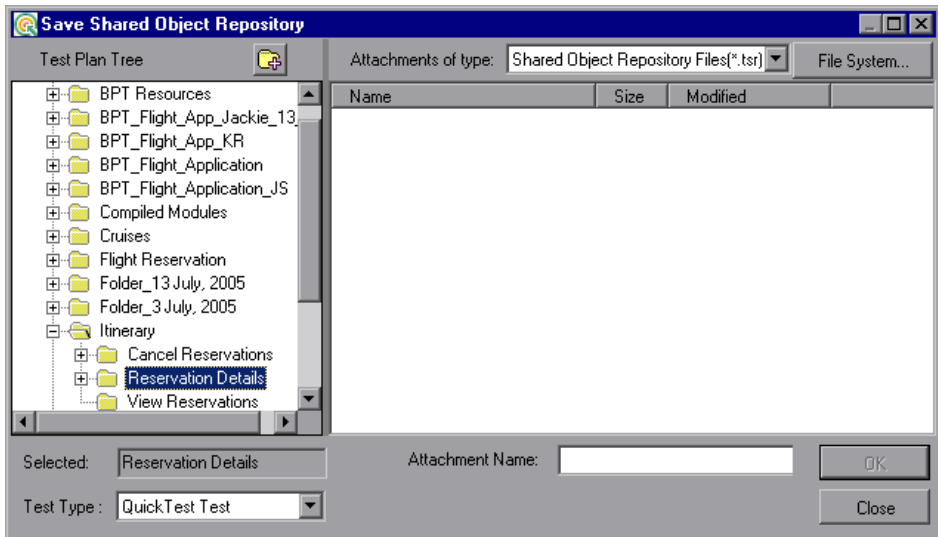 Save Shared Object Repository
Test Plan Tree
Attachments of type: Shared Object Repository Files(*.tsr) File System...
BPT Resources
BPT_Flight_App_Jackie_13_
BPT_Flight_App_KR
BPT_Flight_Application
BPT_Flight_Application_JS
Compiled Modules
Cruises
Flight Reservation
Folder_13 July, 2005
Folder_3 July, 2005
Itinerary
Cancel Reservations
Reservation Details
View Reservations
Name Size Modified
Selected: Reservation Details
Attachment Name: OK
Test Type : QuickTest Test
Close